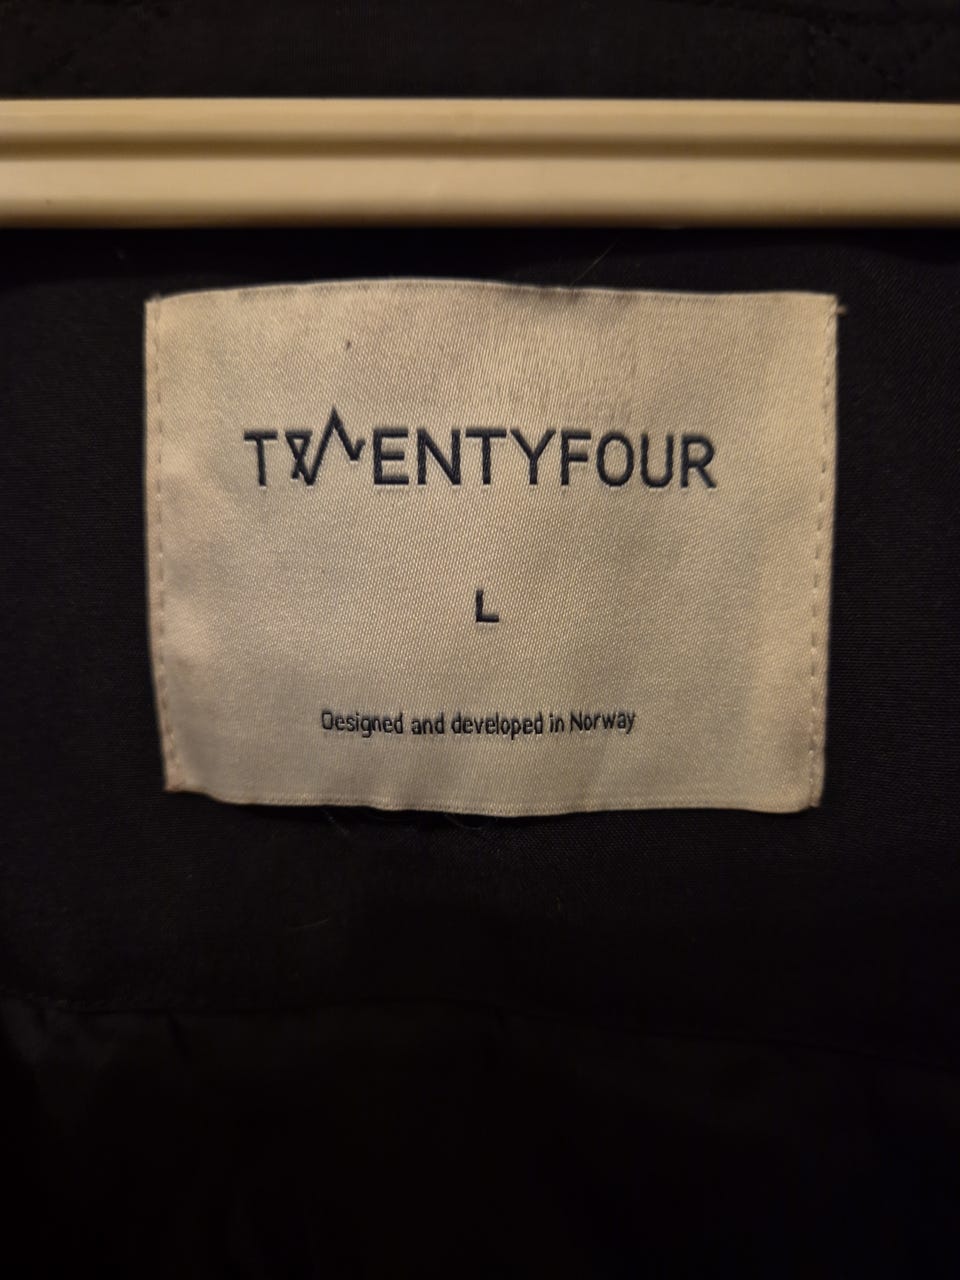 TWENTYFOUR
L
Designed and developed in Norway